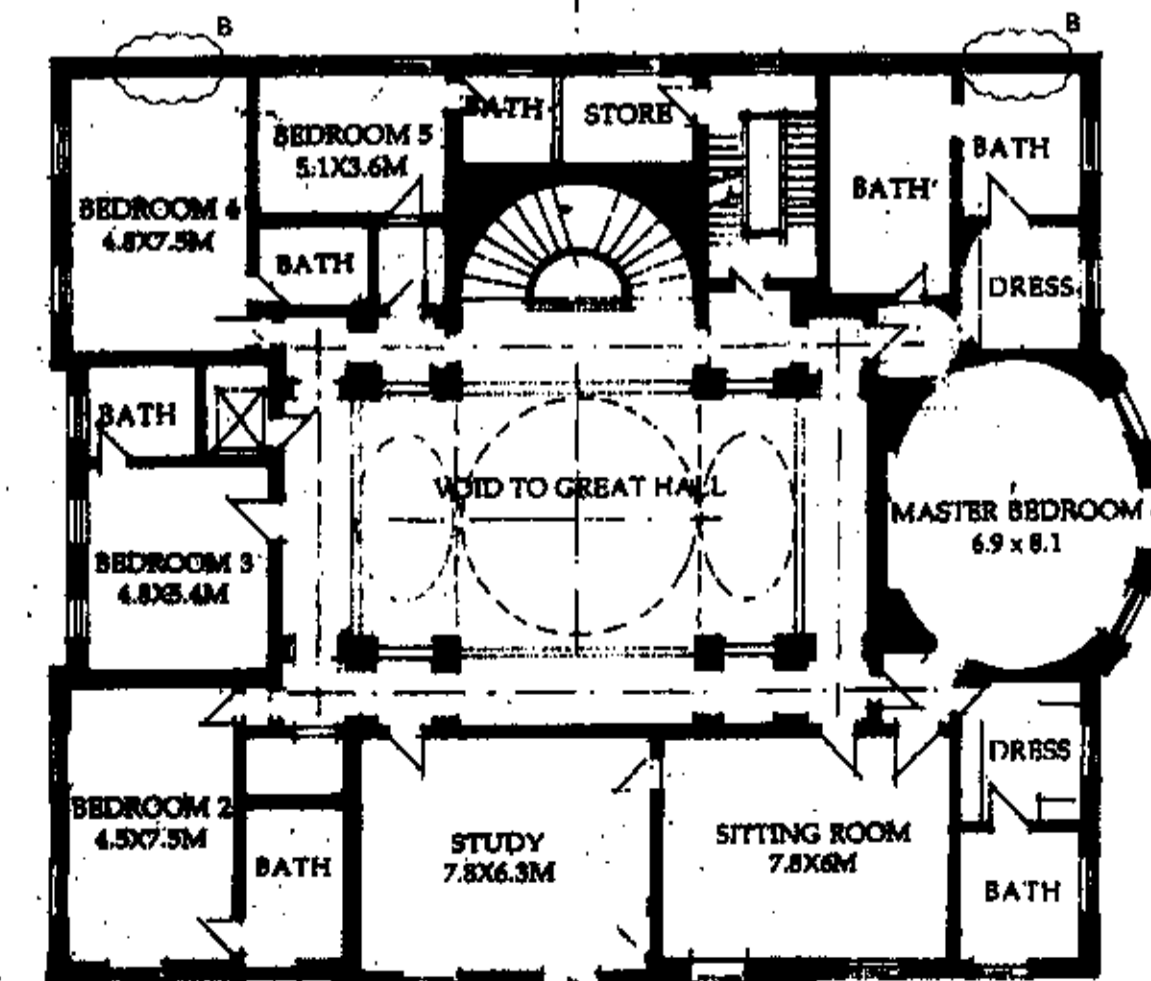 B
B
BEDROOM 5
5.1X3.6M
BATH
STORE
BATH
BATH
BEDROOM 4
4.8X7.5M
BATH
DRESS
BATH
VOID TO GREAT HALL
MASTER BEDROOM
6.9 x 8.1
BEDROOM 3
4.8X5.4M
DRESS
BEDROOM 2
4.5X7.5M
BATH
STUDY
7.8X6.3M
SITTING ROOM
7.8X6M
BATH